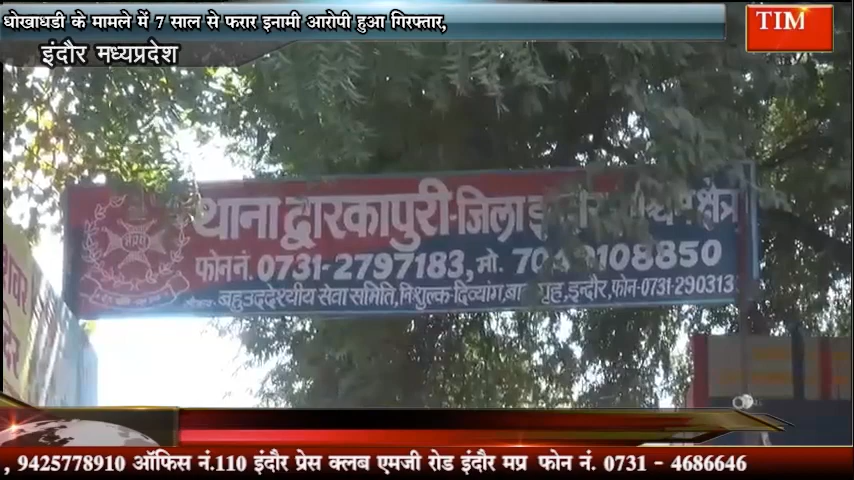 धोखाधडी के मामले में 7 साल से फरार इनामी आरोपी हुआ गिरफ्तार,
TIM
इंदौर मध्यप्रदेश
थाना द्वारकापुरी-जिला क्षेत्र
फोन नं. 0731-2797183, मो.
बहुउद्देश्यीय सेवा समिति, निःशुल्क-दिव्यांग, इन्दौर, फोन-0731-290313
, 9425778910 ऑफिस नं.110 इंदौर प्रेस क्लब एमजी रोड इंदौर मप्र फोन नं. 0731 - 4686646